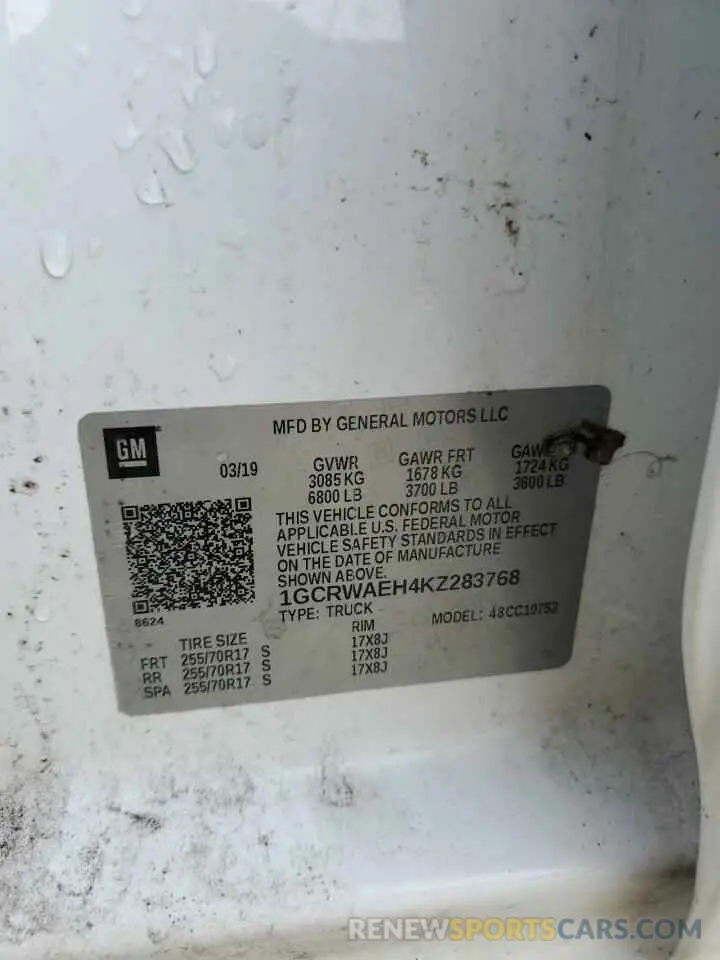 MFD BY GENERAL MOTORS LLC
GM
03/19
GVWR GAWR FRT
3085 KG 1678 KG 1724 KG
6800 LB 3700 LB 3800 LB
THIS VEHICLE CONFORMS TO ALL
APPLICABLE U.S. FEDERAL MOTOR
VEHICLE SAFETY STANDARDS IN EFFECT
ON THE DATE OF MANUFACTURE
SHOWN ABOVE.
1GCRWAEH4KZ283768
8624
TYPE: TRUCK MODEL: 48CC10753
TIRE SIZE RIM
FRT 255/70R17 S 17X8J
RR 255/70R17 S 17X8J
SPA 255/70R17 S 17X8J
RENEWSPORTSCARS.COM